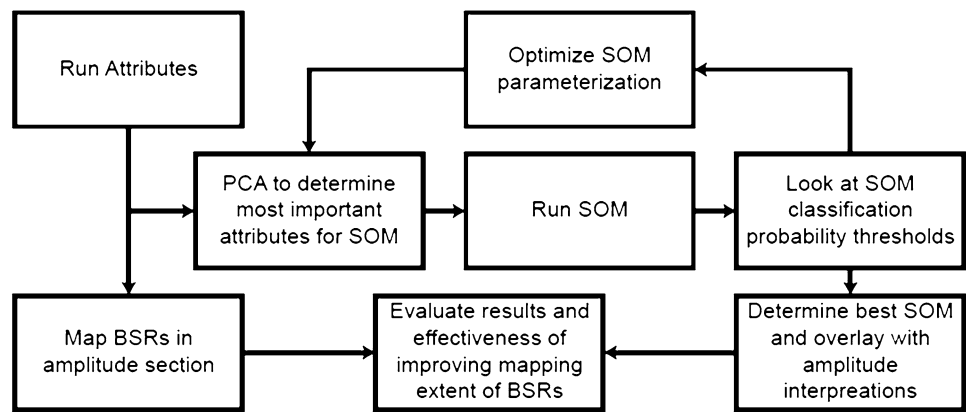 Run Attributes
Optimize SOM
parameterization
PCA to determine
most important
attributes for SOM
Run SOM
Look at SOM
classification
probability thresholds
Map BSRs in
amplitude section
Evaluate results and
effectiveness of
improving mapping
extent of BSRs
Determine best SOM
and overlay with
amplitude
interpreations